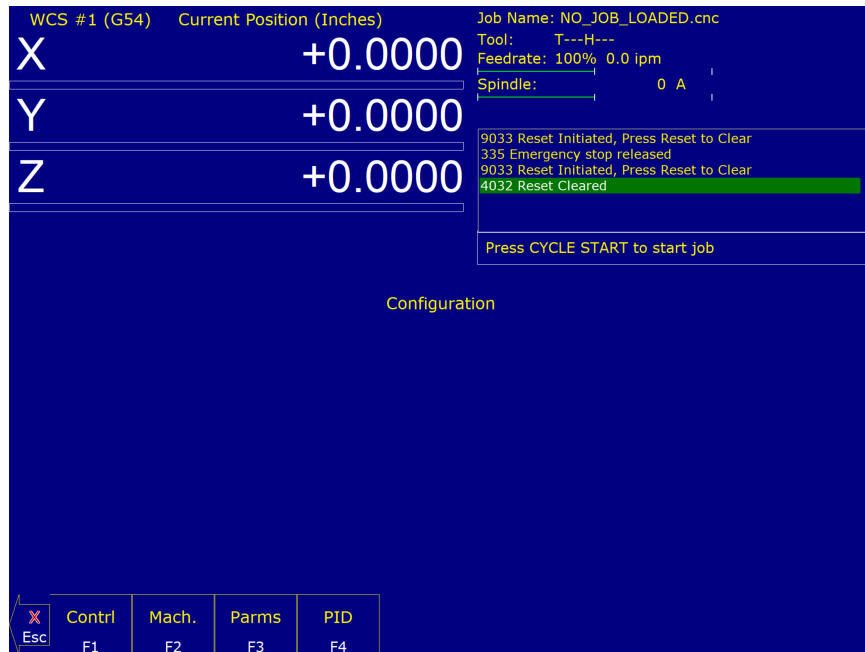 WCS #1 (G54) Current Position (Inches)
X +0.0000
Y +0.0000
Z +0.0000
Job Name: NO_JOB_LOADED.cnc
Tool: T---H---
Feedrate: 100% 0.0 ipm
Spindle: 0 A
9033 Reset Initiated, Press Reset to Clear
335 Emergency stop released
9033 Reset Initiated, Press Reset to Clear
4032 Reset Cleared
Press CYCLE START to start job
Configuration
X Contrl Mach. Parms PID
Esc F1 F2 F3 F4